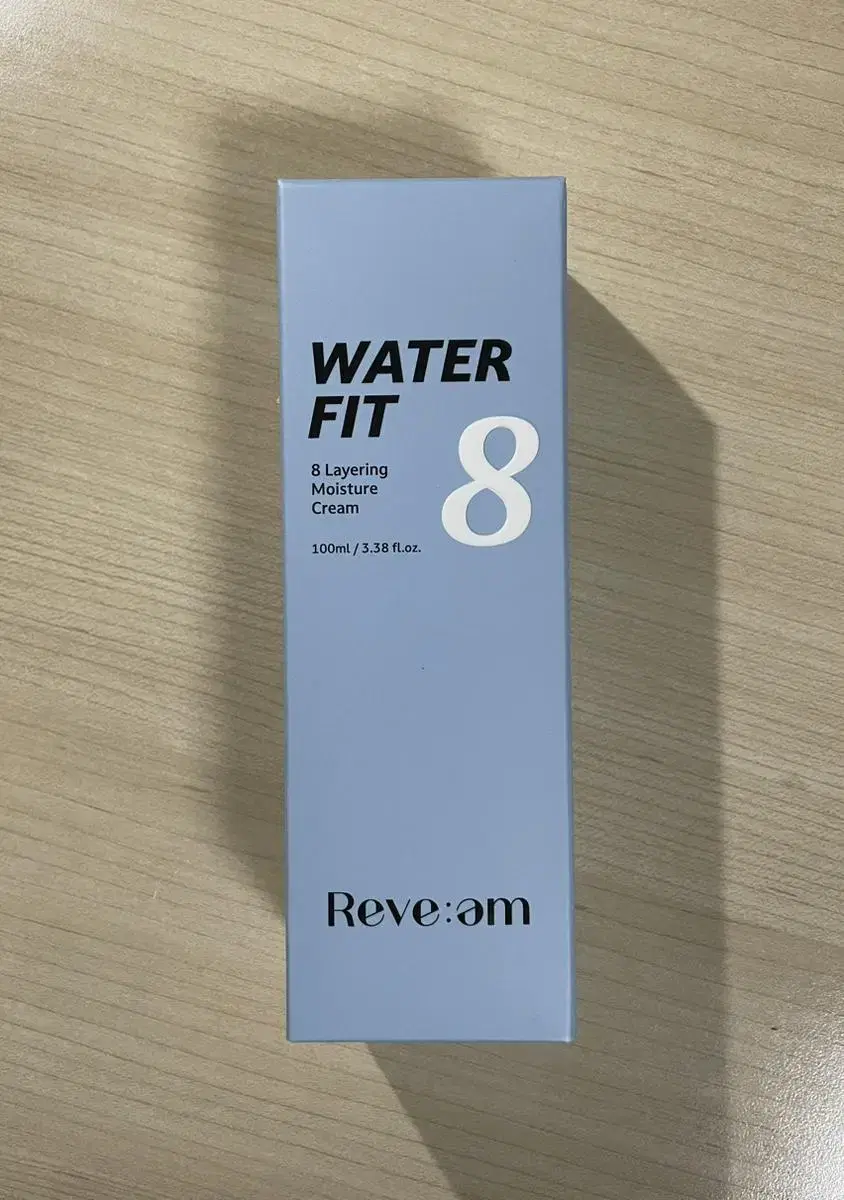 WATER
FIT
8
8 Layering
Moisture
Cream
100ml / 3.38 fl.oz.
Reve:am